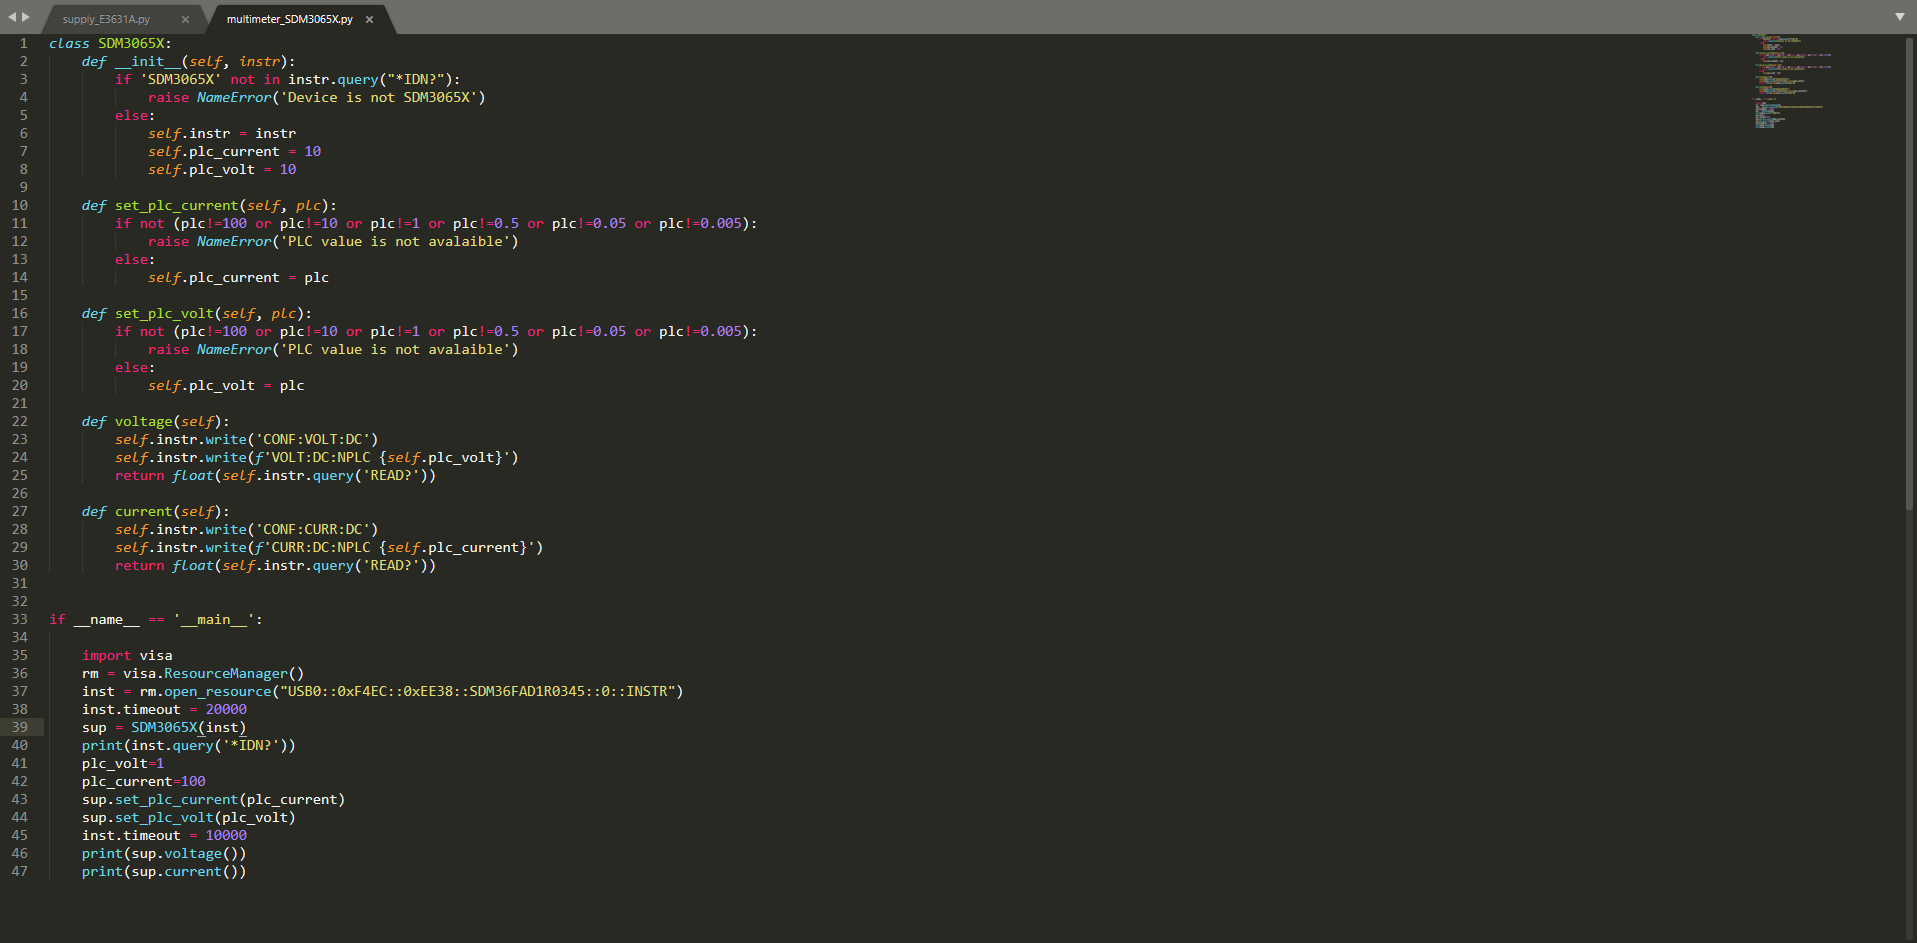 supply_E3631A.py
multimeter_SDM3065X.py
1 class SDM3065X:
2     def __init__(self, instr):
3         if 'SDM3065X' not in instr.query("*IDN?"):
4             raise NameError('Device is not SDM3065X')
5         else:
6             self.instr = instr
7             self.plc_current = 10
8             self.plc_volt = 10
9
10     def set_plc_current(self, plc):
11         if not (plc!=100 or plc!=10 or plc!=1 or plc!=0.5 or plc!=0.05 or plc!=0.005):
12             raise NameError('PLC value is not avalaible')
13         else:
14             self.plc_current = plc
15
16     def set_plc_volt(self, plc):
17         if not (plc!=100 or plc!=10 or plc!=1 or plc!=0.5 or plc!=0.05 or plc!=0.005):
18             raise NameError('PLC value is not avalaible')
19         else:
20             self.plc_volt = plc
21
22     def voltage(self):
23         self.instr.write('CONF:VOLT:DC')
24         self.instr.write(f'VOLT:DC:NPLC {self.plc_volt}')
25         return float(self.instr.query('READ?'))
26
27     def current(self):
28         self.instr.write('CONF:CURR:DC')
29         self.instr.write(f'CURR:DC:NPLC {self.plc_current}')
30         return float(self.instr.query('READ?'))
31
32
33 if __name__ == '__main__':
34
35     import visa
36     rm = visa.ResourceManager()
37     inst = rm.open_resource("USB0::0xF4EC::0xEE38::SDM36FAD1R0345::0::INSTR")
38     inst.timeout = 20000
39     sup = SDM3065X(inst)
40     print(inst.query('*IDN?'))
41     plc_volt=1
42     plc_current=100
43     sup.set_plc_current(plc_current)
44     sup.set_plc_volt(plc_volt)
45     inst.timeout = 10000
46     print(sup.voltage())
47     print(sup.current())